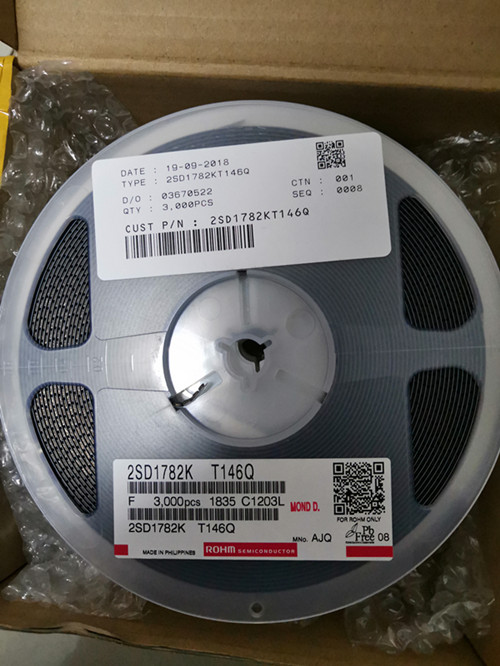 DATE : 19-09-2018
TYPE : 2SD1782KT146Q
D/O : 03670522
QTY : 3,000PCS
CTN : 001
SEQ : 0008
CUST P/N : 2SD1782KT146Q
2SD1782K T146Q
F 3,000pcs 1835 C1203L
MOND D.
2SD1782K T146Q
FOR ROHM ONLY
MNo. AJQ
Pb
Free 08
MADE IN PHILIPPINES
ROHM SEMICONDUCTOR